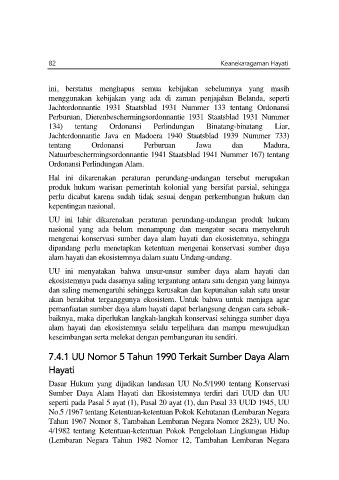 82 Keanekaragaman Hayati
ini, berstatus menghapus semua kebijakan sebelumnya yang masih
menggunakan kebijakan yang ada di zaman penjajahan Belanda, seperti
Jachtordonnantie 1931 Staatsblad 1931 Nummer 133 tentang Ordonansi
Perburuan, Dierenbeschermingsordonnantie 1931 Staatsblad 1931 Nummer
134) tentang Ordonansi Perlindungan Binatang-binatang Liar,
Jachterdonnantie Java en Madoera 1940 Staatsblad 1939 Nummer 733)
tentang Ordonansi Perburuan Jawa dan Madura,
Natuurbeschermingsordonnantie 1941 Staatsblad 1941 Nummer 167) tentang
Ordonansi Perlindungan Alam.
Hal ini dikarenakan peraturan perundang-undangan tersebut merupakan
produk hukum warisan pemerintah kolonial yang bersifat parsial, sehingga
perlu dicabut karena sudah tidak sesuai dengan perkembangan hukum dan
kepentingan nasional.
UU ini lahir dikarenakan peraturan perundang-undangan produk hukum
nasional yang ada belum menampung dan mengatur secara menyeluruh
mengenai konservasi sumber daya alam hayati dan ekosistemnya, sehingga
dipandang perlu menetapkan ketentuan mengenai konservasi sumber daya
alam hayati dan ekosistemnya dalam suatu Undang-undang.
UU ini menyatakan bahwa unsur-unsur sumber daya alam hayati dan
ekosistemnya pada dasarnya saling tergantung antara satu dengan yang lainnya
dan saling memengaruhi sehingga kerusakan dan kepunahan salah satu unsur
akan berakibat terganggunya ekosistem. Untuk bahwa untuk menjaga agar
pemanfaatan sumber daya alam hayati dapat berlangsung dengan cara sebaik-
baiknya, maka diperlukan langkah-langkah konservasi sehingga sumber daya
alam hayati dan ekosistemnya selalu terpelihara dan mampu mewujudkan
keseimbangan serta melekat dengan pembangunan itu sendiri.
7.4.1 UU Nomor 5 Tahun 1990 Terkait Sumber Daya Alam
Hayati
Dasar Hukum yang dijadikan landasan UU No.5/1990 tentang Konservasi
Sumber Daya Alam Hayati dan Ekosistemnya terdiri dari UUD dan UU
seperti pada Pasal 5 ayat (1), Pasal 20 ayat (1), dan Pasal 33 UUD 1945, UU
No.5 /1967 tentang Ketentuan-ketentuan Pokok Kehutanan (Lembaran Negara
Tahun 1967 Nomor 8, Tambahan Lembaran Negara Nomor 2823), UU No.
4/1982 tentang Ketentuan-ketentuan Pokok Pengelolaan Lingkungan Hidup
(Lembaran Negara Tahun 1982 Nomor 12, Tambahan Lembaran Negara